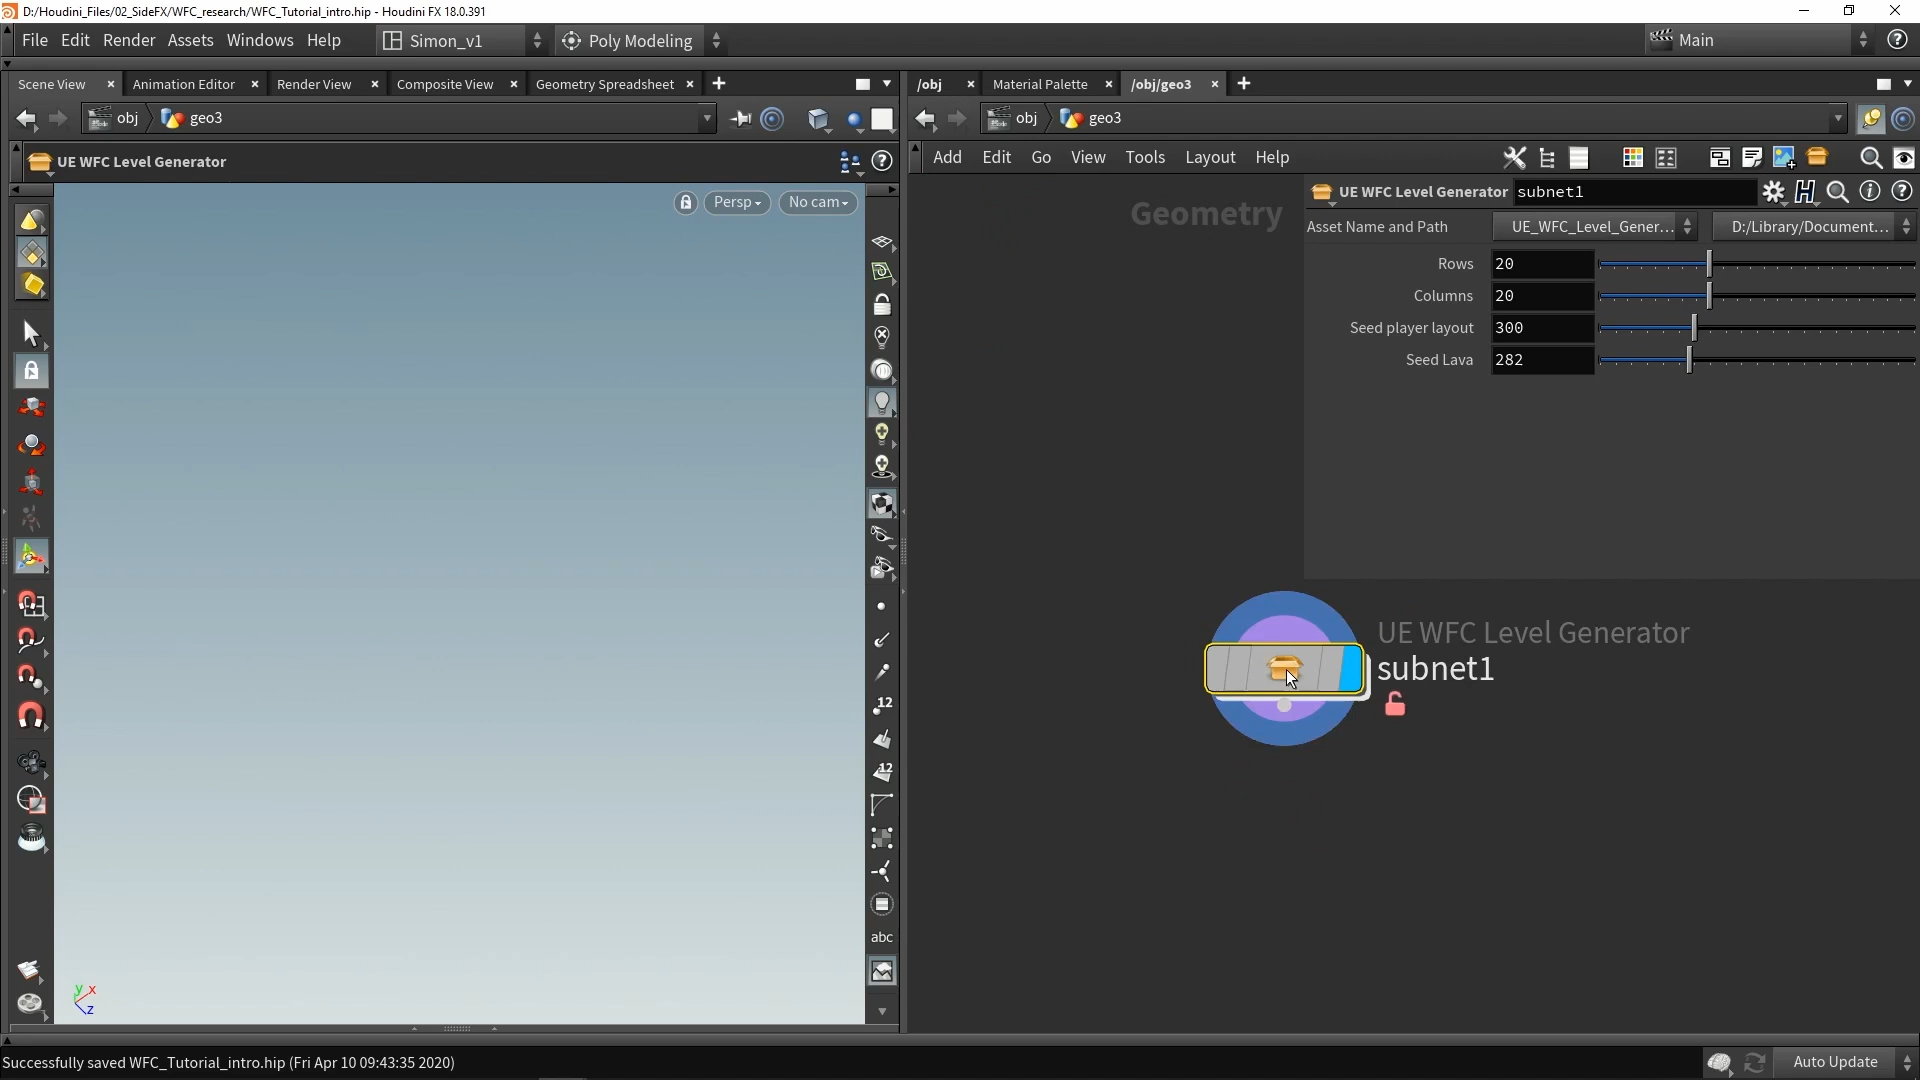 D:/Houdini_Files/02_SideFX/WFC_research/WFC_Tutorial_intro.hip - Houdini FX 18.0.391
File Edit Render Assets Windows Help
Simon_v1
Poly Modeling
Main
Scene View
Animation Editor
Render View
Composite View
Geometry Spreadsheet
/obj
Material Palette
/obj/geo3
obj
geo3
obj
geo3
UE WFC Level Generator
Add Edit Go View Tools Layout Help
Persp
No cam
Geometry
UE WFC Level Generator subnet1
Asset Name and Path UE_WFC_Level_Gener... D:/Library/Document...
Rows 20
Columns 20
Seed player layout 300
Seed Lava 282
UE WFC Level Generator
subnet1
12
12
abc
y x
z
Successfully saved WFC_Tutorial_intro.hip (Fri Apr 10 09:43:35 2020)
Auto Update